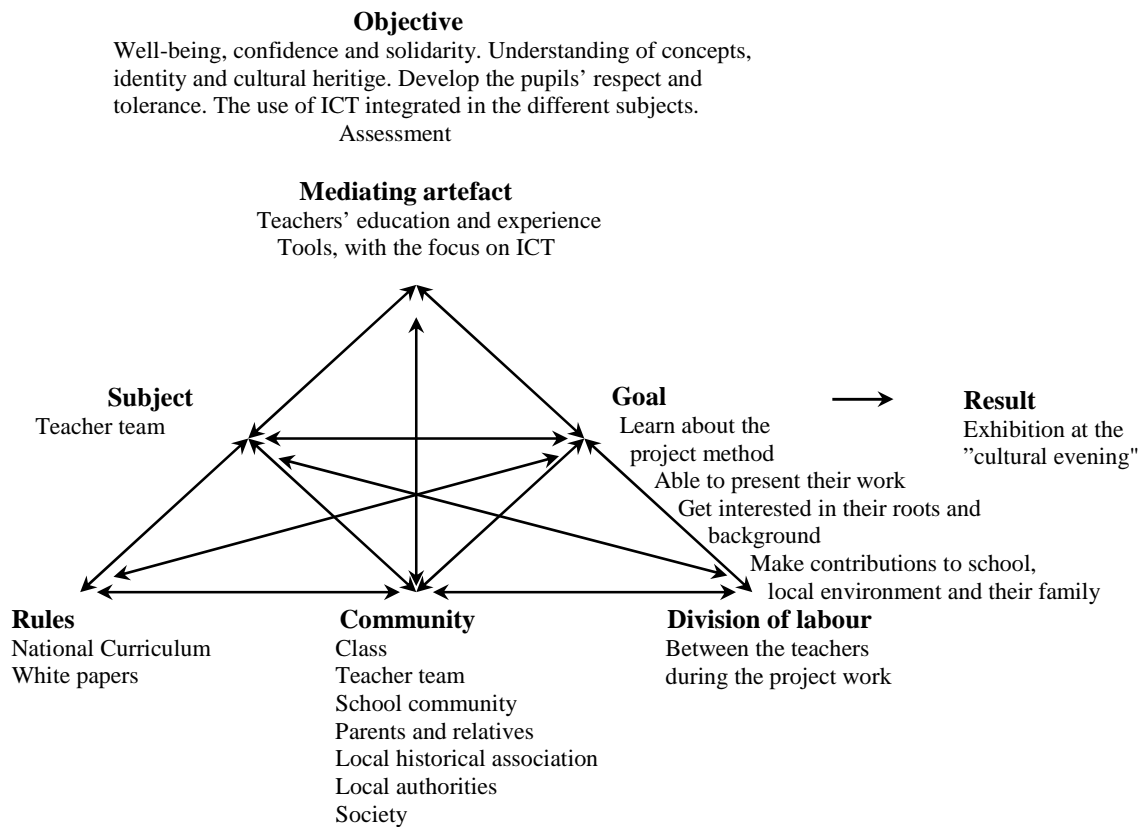 Objective
Well-being, confidence and solidarity. Understanding of concepts,
identity and cultural heritige. Develop the pupils’ respect and
tolerance. The use of ICT integrated in the different subjects.
Assessment
Mediating artefact
Teachers’ education and experience
Tools, with the focus on ICT
Subject
Teacher team
Goal
Learn about the
project method
Able to present their work
Get interested in their roots and
background
Make contributions to school,
local environment and their family
Result
Exhibition at the
”cultural evening"
Rules
National Curriculum
White papers
Community
Class
Teacher team
School community
Parents and relatives
Local historical association
Local authorities
Society
Division of labour
Between the teachers
during the project work